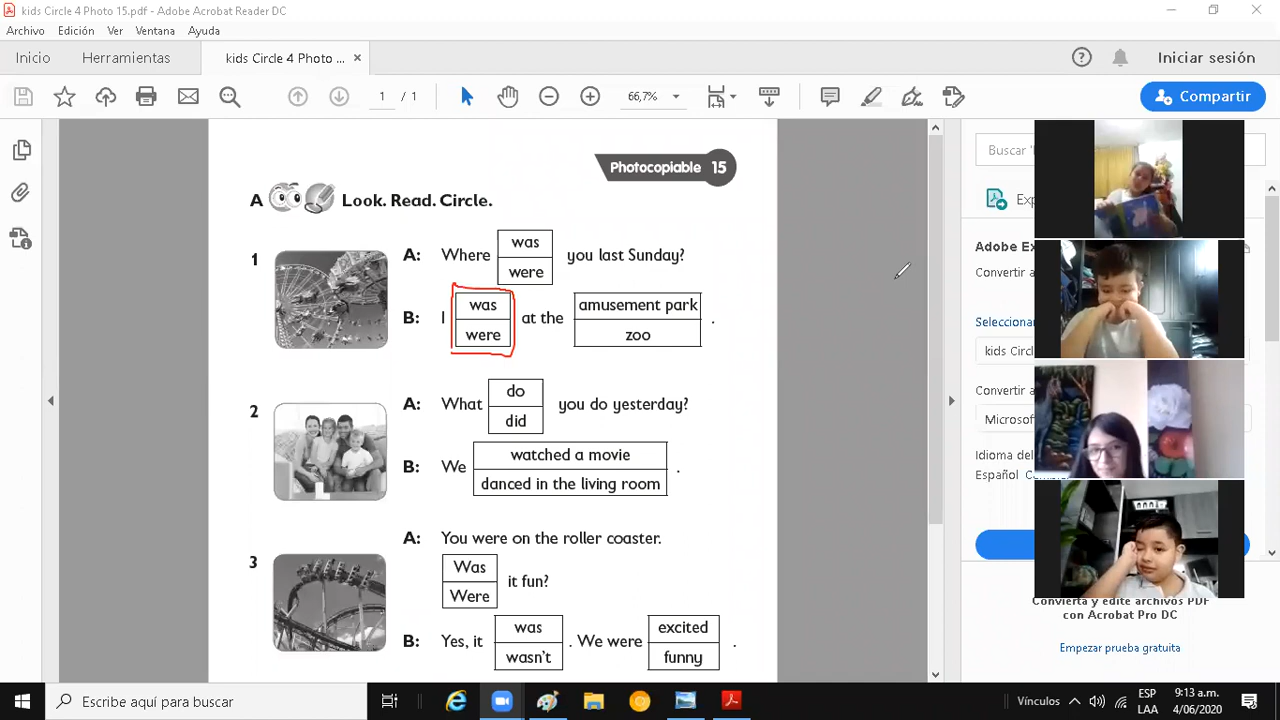 kids Circle 4 Photo 15.pdf - Adobe Acrobat Reader DC
Archivo Edición Ver Ventana Ayuda
Inicio Herramientas kids Circle 4 Photo ... × Iniciar sesión
1 / 1 66,7% Compartir
Photocopiable 15
A Look. Read. Circle.
1
A: Where was
were you last Sunday?
B: I was
were at the amusement park
zoo .
2
A: What do
did you do yesterday?
B: We watched a movie
danced in the living room .
3
A: You were on the roller coaster.
Was
Were it fun?
B: Yes, it was
wasn't . We were excited
funny .
Buscar
Exp
Adobe Ex
Convertir a
Seleccionar
kids Circl
Convertir a
Microsof
Idioma del
Español
Convierta y edite archivos PDF
con Acrobat Pro DC
Empezar prueba gratuita
Escribe aquí para buscar
Vínculos
ESP
LAA
9:13 a.m.
4/06/2020